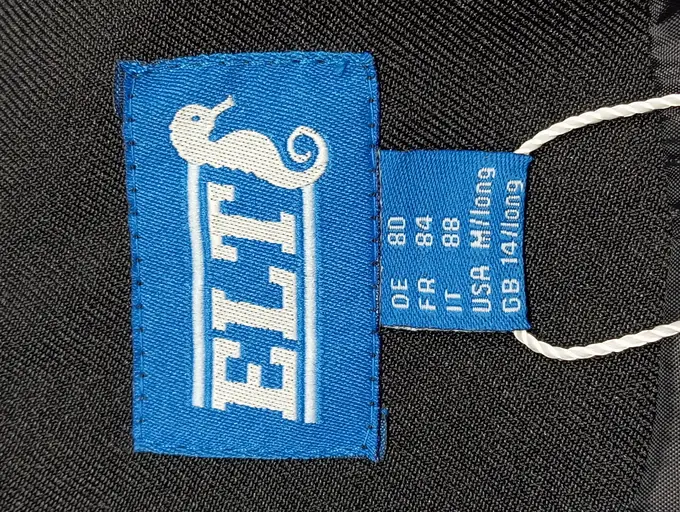 ELT
DE 80
FR 84
IT 88
USA M/long
GB 14/long